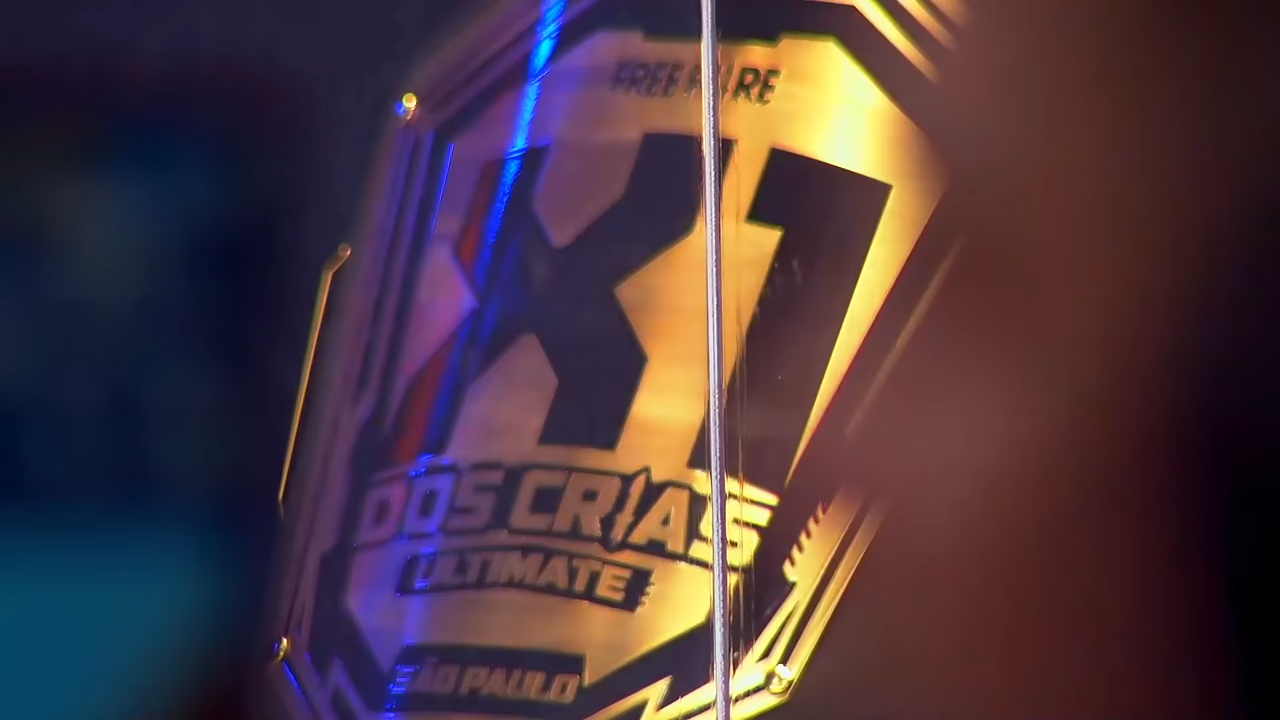 FREE FIRE
X1
DOS CRIAS
ULTIMATE
SÃO PAULO